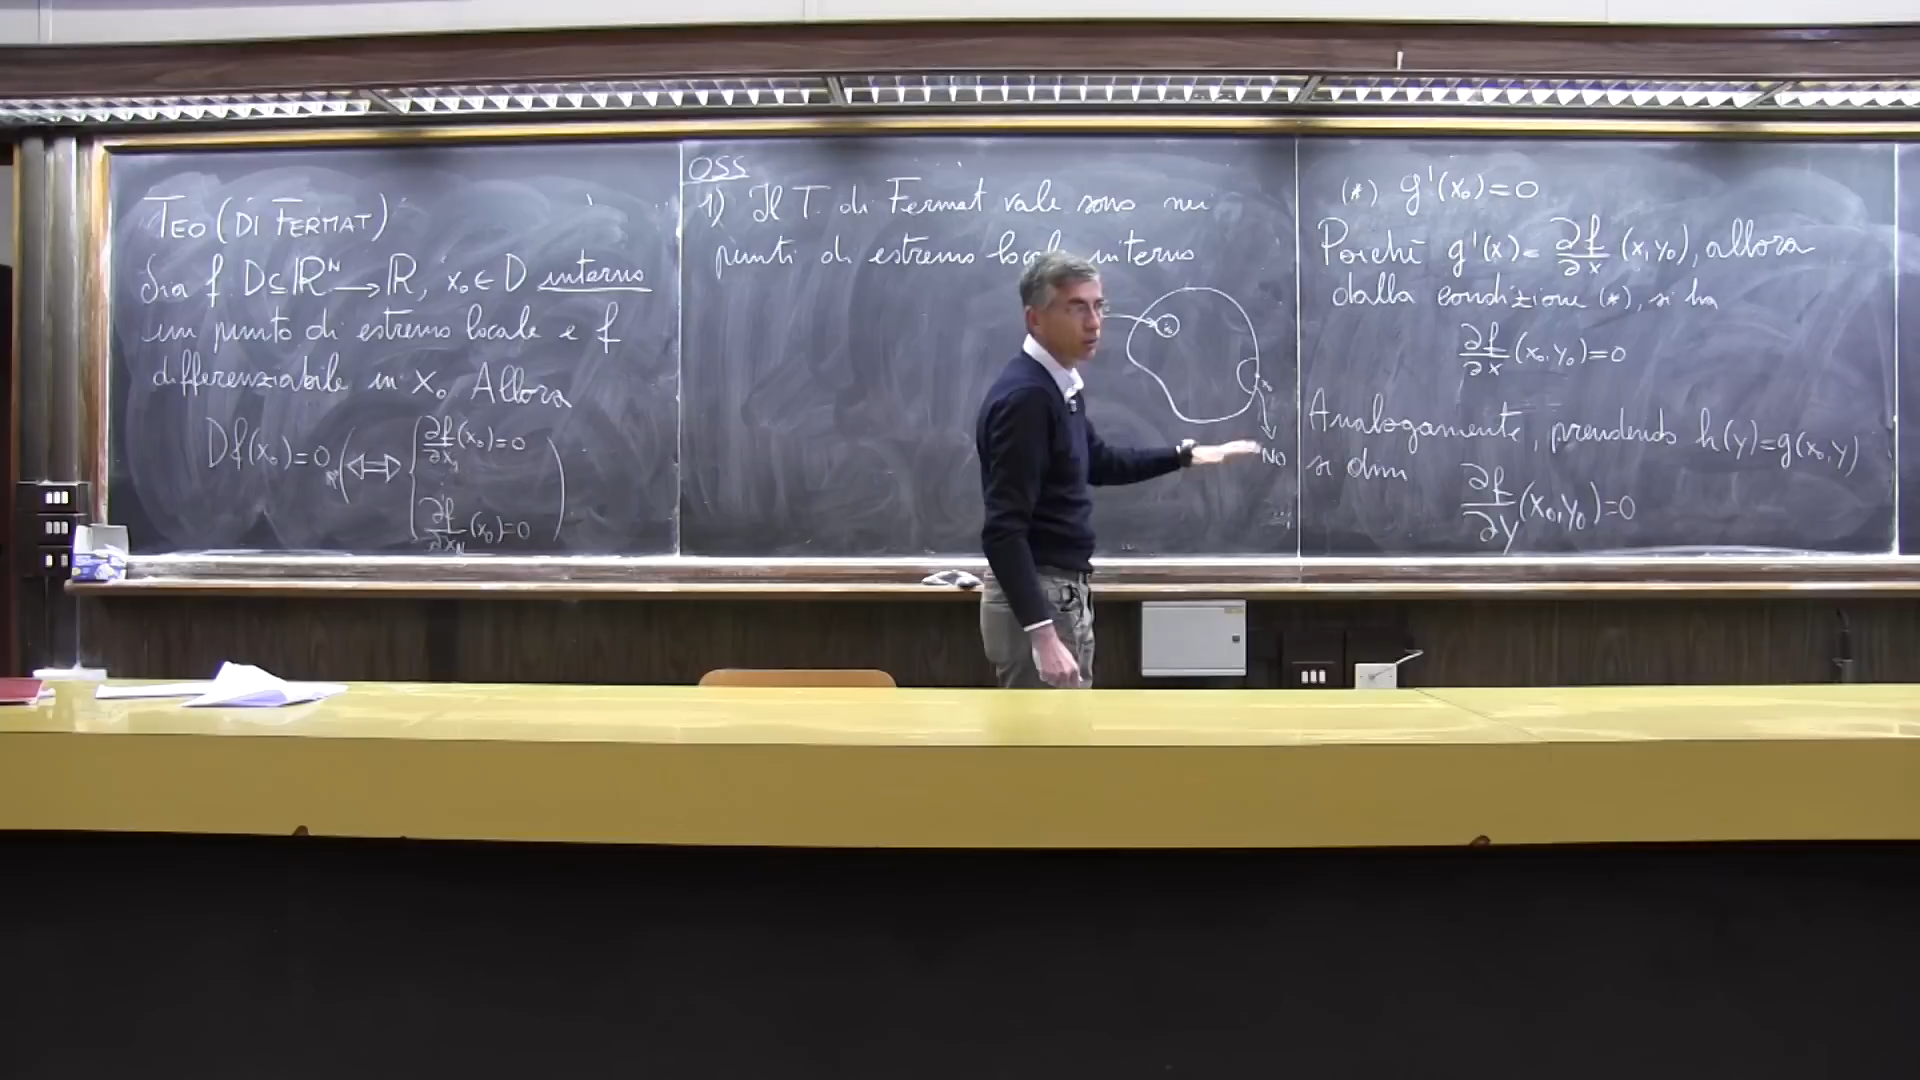 TEO (DI FERMAT)
Sia f: D⊆ℝᴺ → ℝ, x₀ ∈ D interno
un punto di estremo locale e f
differenziabile in x₀. Allora
Df(x₀)=0 (⟺ { ∂f/∂x₁(x₀)=0
⋮
∂f/∂x_N(x₀)=0 )
OSS
1) Il T. di Fermat vale solo nei
punti di estremo locale interno
x₀
x₀
NO
(*) g'(x₀)=0
Poiché g'(x)= ∂f/∂x (x,y₀), allora
dalla condizione (*), si ha
∂f/∂x (x₀,y₀)=0
Analogamente, prendendo h(y)=g(x₀,y)
si dim
∂f/∂y (x₀,y₀)=0